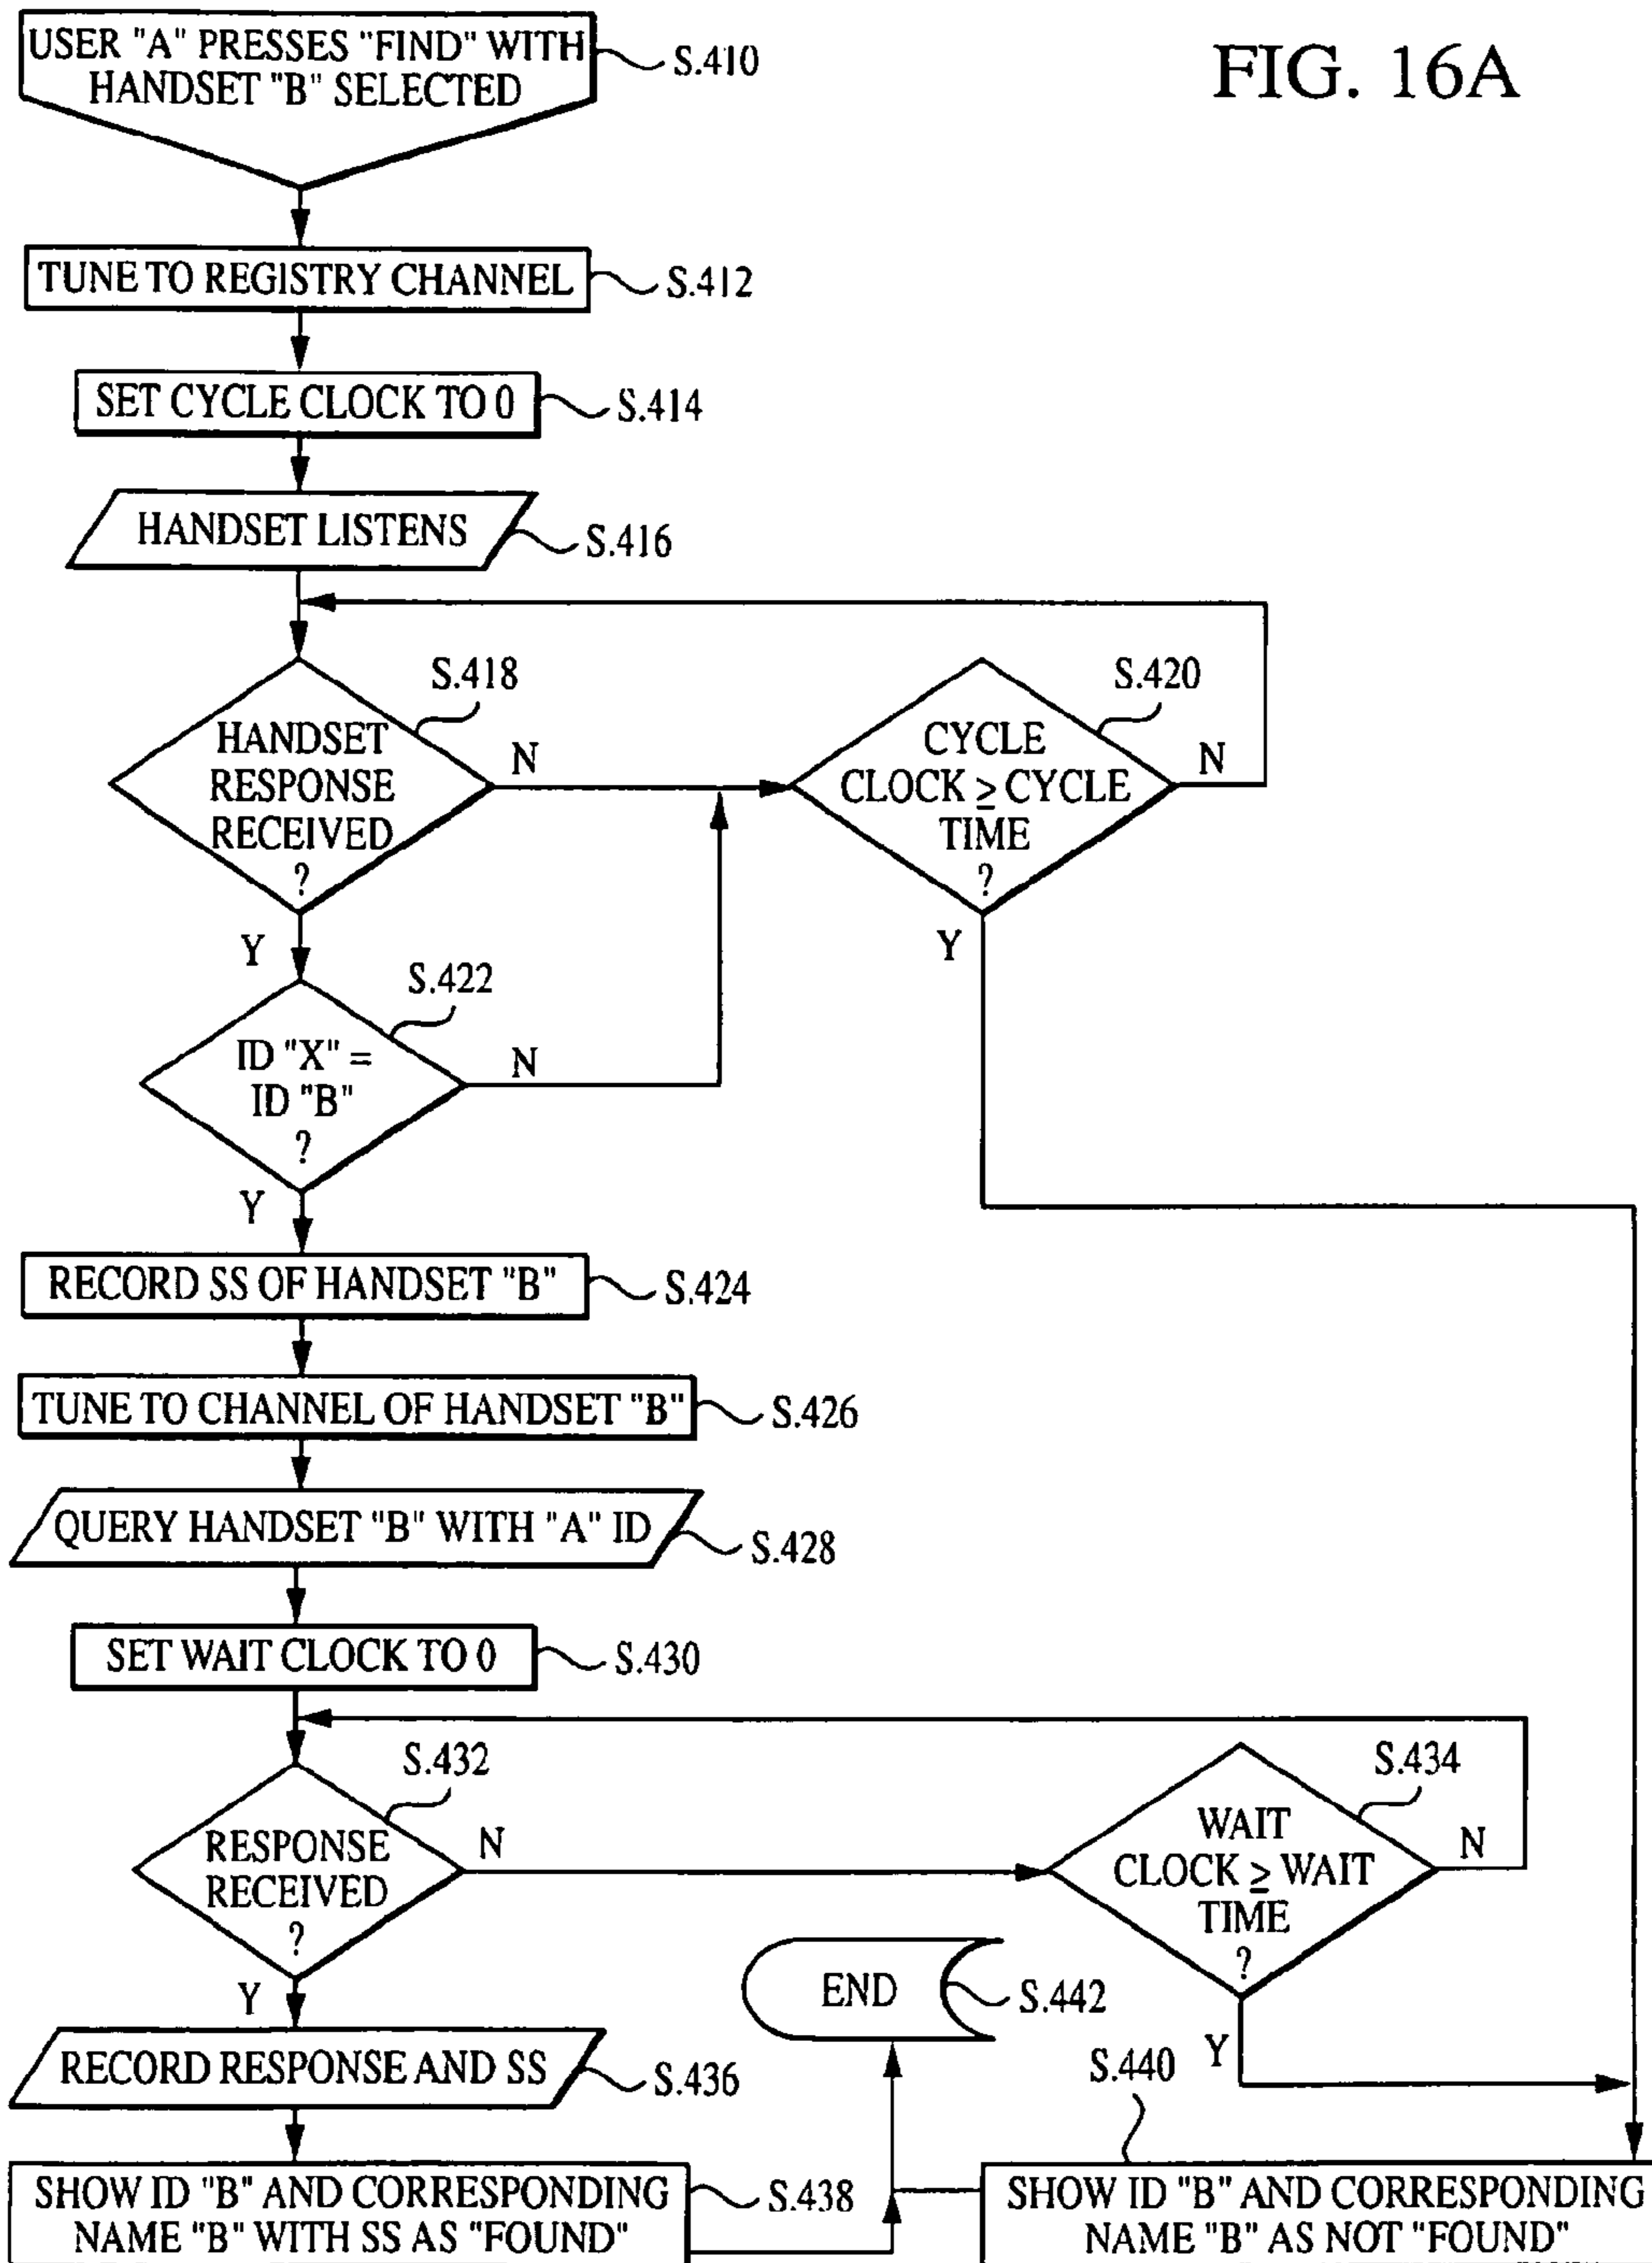 FIG. 16A
USER "A" PRESSES "FIND" WITH
HANDSET "B" SELECTED
S.410
TUNE TO REGISTRY CHANNEL
S.412
SET CYCLE CLOCK TO 0
S.414
HANDSET LISTENS
S.416
S.418
HANDSET
RESPONSE
RECEIVED
?
N
Y
S.420
CYCLE
CLOCK ≥ CYCLE
TIME
?
N
Y
S.422
ID "X" =
ID "B"
?
N
Y
RECORD SS OF HANDSET "B"
S.424
TUNE TO CHANNEL OF HANDSET "B"
S.426
QUERY HANDSET "B" WITH "A" ID
S.428
SET WAIT CLOCK TO 0
S.430
S.432
RESPONSE
RECEIVED
?
N
Y
S.434
WAIT
CLOCK ≥ WAIT
TIME
?
N
Y
END
S.442
RECORD RESPONSE AND SS
S.436
S.440
SHOW ID "B" AND CORRESPONDING
NAME "B" WITH SS AS "FOUND"
S.438
SHOW ID "B" AND CORRESPONDING
NAME "B" AS NOT "FOUND"